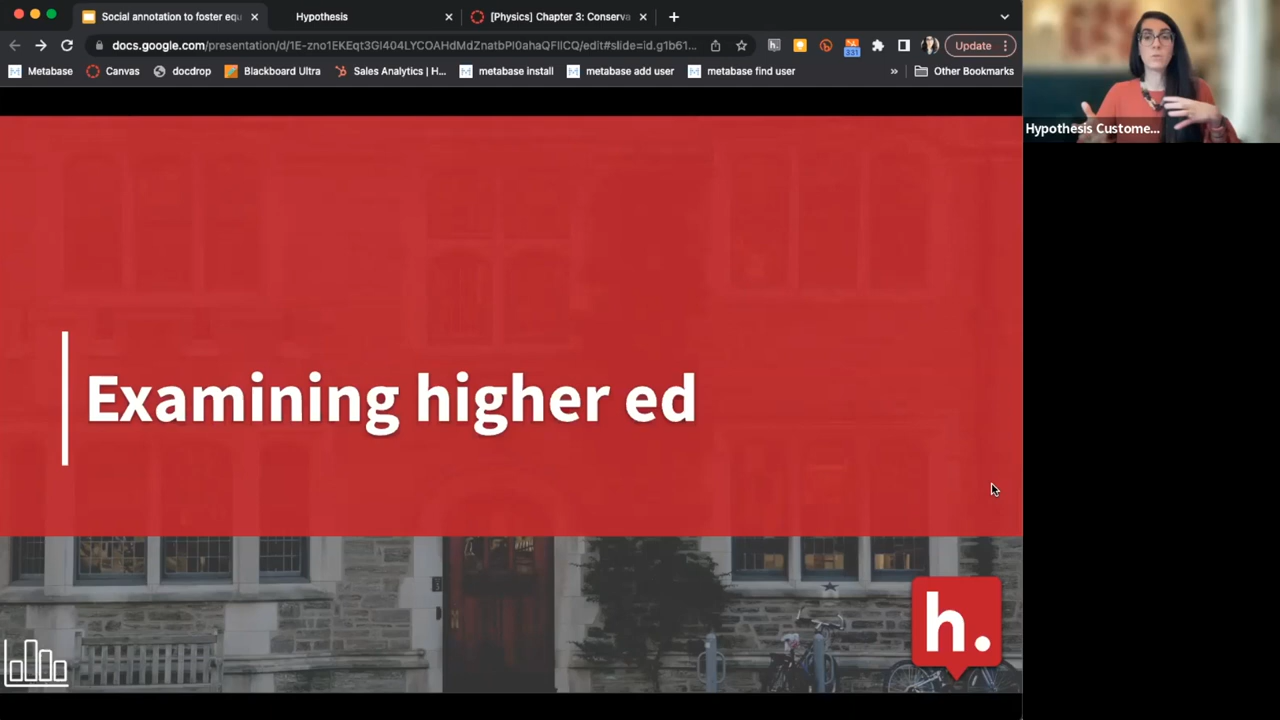 Social annotation to foster equ
Hypothesis
[Physics] Chapter 3: Conserva
docs.google.com/presentation/d/1E-zno1EKEqt3Gl404LYCOAHdMdZnatbPl0ahaQFIlCQ/edit#slide=id.g1b61...
331
Update
Metabase
Canvas
docdrop
Blackboard Ultra
Sales Analytics | H...
metabase install
metabase add user
metabase find user
»
Other Bookmarks
Hypothesis Custome...
Examining higher ed
h.